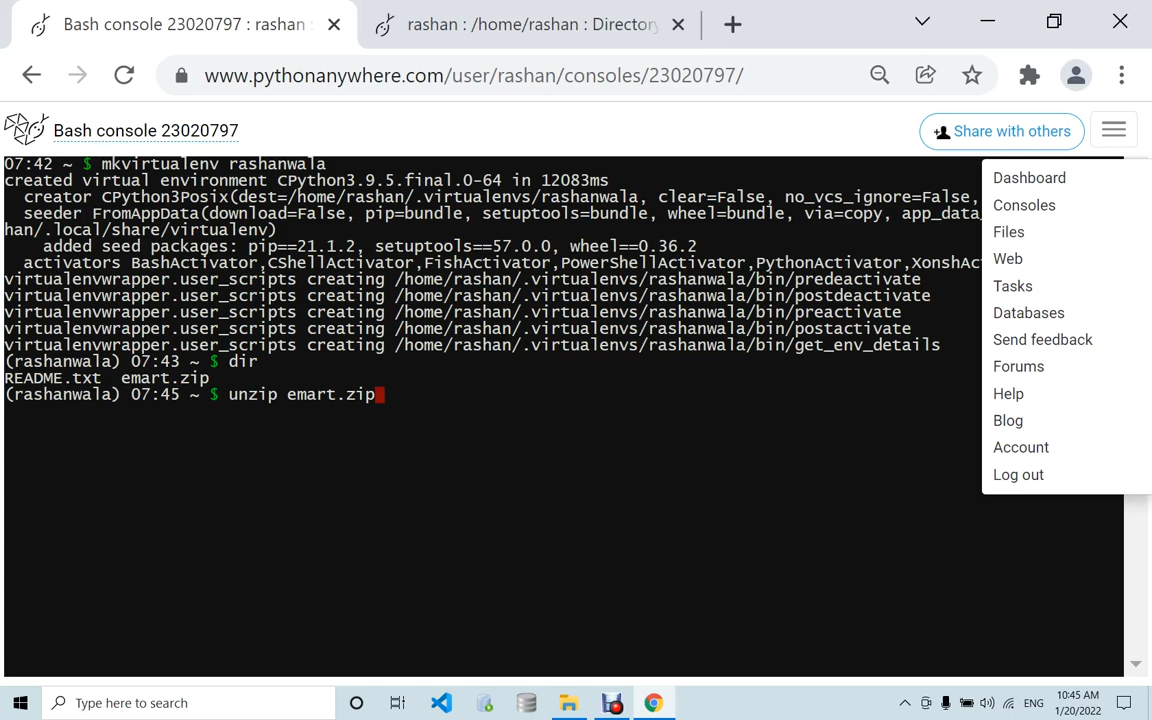 Bash console 23020797 : rashan :
rashan : /home/rashan : Directory
www.pythonanywhere.com/user/rashan/consoles/23020797/
Bash console 23020797
Share with others
07:42 ~ $ mkvirtualenv rashanwala
created virtual environment CPython3.9.5.final.0-64 in 12083ms
creator CPython3Posix(dest=/home/rashan/.virtualenvs/rashanwala, clear=False, no_vcs_ignore=False,
seeder FromAppData(download=False, pip=bundle, setuptools=bundle, wheel=bundle, via=copy, app_data_
han/.local/share/virtualenv)
added seed packages: pip==21.1.2, setuptools==57.0.0, wheel==0.36.2
activators BashActivator,CShellActivator,FishActivator,PowerShellActivator,PythonActivator,XonshAc
virtualenvwrapper.user_scripts creating /home/rashan/.virtualenvs/rashanwala/bin/predeactivate
virtualenvwrapper.user_scripts creating /home/rashan/.virtualenvs/rashanwala/bin/postdeactivate
virtualenvwrapper.user_scripts creating /home/rashan/.virtualenvs/rashanwala/bin/preactivate
virtualenvwrapper.user_scripts creating /home/rashan/.virtualenvs/rashanwala/bin/postactivate
virtualenvwrapper.user_scripts creating /home/rashan/.virtualenvs/rashanwala/bin/get_env_details
(rashanwala) 07:43 ~ $ dir
README.txt emart.zip
(rashanwala) 07:45 ~ $ unzip emart.zip
Dashboard
Consoles
Files
Web
Tasks
Databases
Send feedback
Forums
Help
Blog
Account
Log out
Type here to search
ENG
10:45 AM
1/20/2022